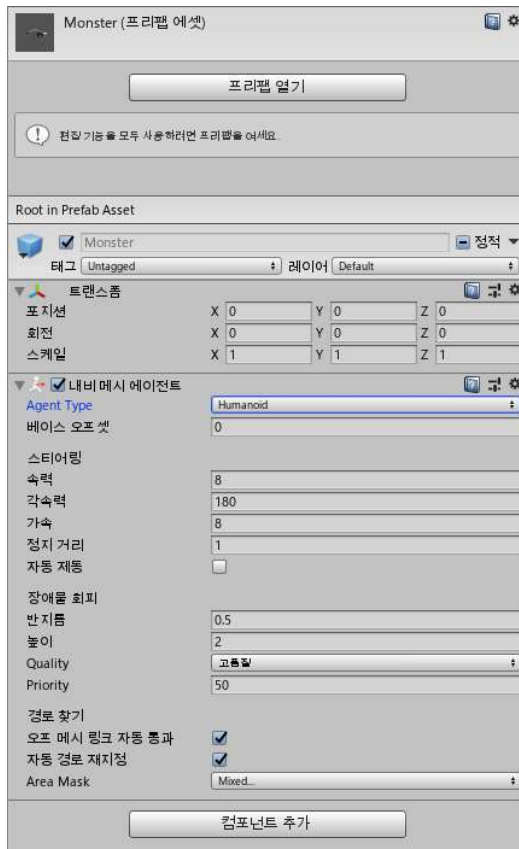 Monster (프리팹 에셋)
프리팹 열기
편집 기능을 모두 사용하려면 프리팹을 여세요.
Root in Prefab Asset
Monster 정적
태그 Untagged 레이어 Default
트랜스폼
포지션 X 0 Y 0 Z 0
회전 X 0 Y 0 Z 0
스케일 X 1 Y 1 Z 1
내비메시 에이전트
Agent Type Humanoid
베이스 오프셋 0
스티어링
속력 8
각속력 180
가속 8
정지 거리 1
자동 제동
장애물 회피
반지름 0.5
높이 2
Quality 고품질
Priority 50
경로 찾기
오프 메시 링크 자동 통과
자동 경로 재지정
Area Mask Mixed...
컴포넌트 추가